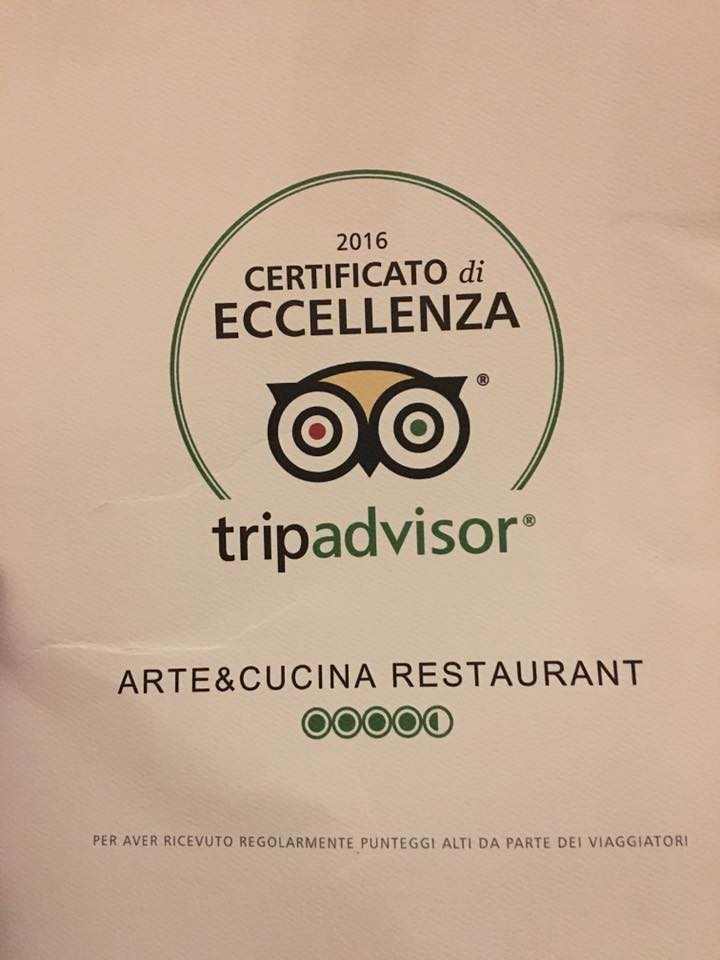 2016
CERTIFICATO di
ECCELLENZA
®
tripadvisor®
ARTE&CUCINA RESTAURANT
PER AVER RICEVUTO REGOLARMENTE PUNTEGGI ALTI DA PARTE DEI VIAGGIATORI